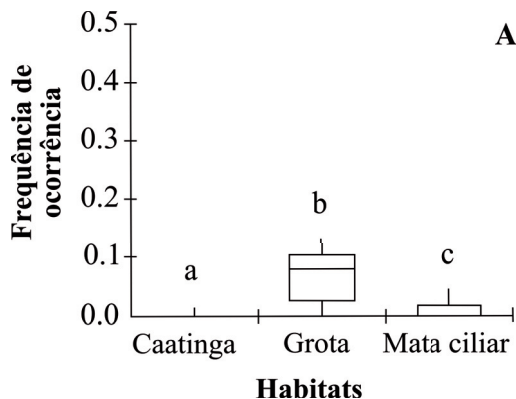 A
Frequência de
ocorrência
0.5
0.4
0.3
0.2
0.1
0.0
a
b
c
Caatinga
Grota
Mata ciliar
Habitats